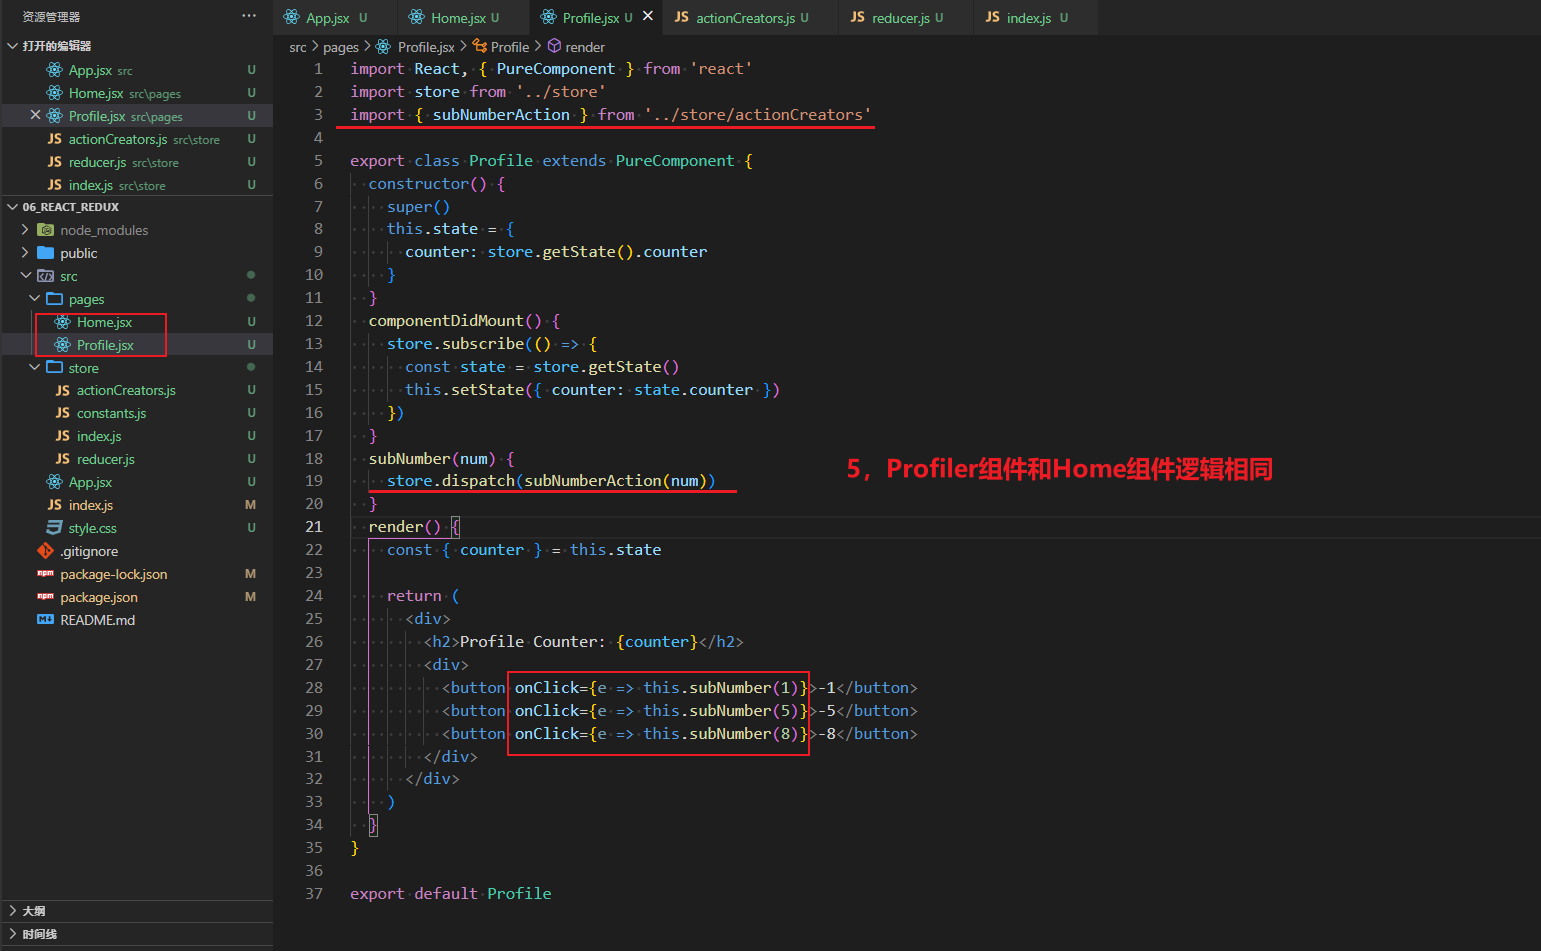 资源管理器 ···
打开的编辑器
App.jsx src U
Home.jsx src\pages U
Profile.jsx src\pages U
JS actionCreators.js src\store U
JS reducer.js src\store U
JS index.js src\store U
06_REACT_REDUX
node_modules
public
src
pages
Home.jsx U
Profile.jsx U
store
JS actionCreators.js U
JS constants.js U
JS index.js U
JS reducer.js U
App.jsx U
JS index.js M
style.css U
.gitignore
npm package-lock.json M
npm package.json M
README.md
大纲
时间线
App.jsx U Home.jsx U Profile.jsx U JS actionCreators.js U JS reducer.js U JS index.js U
src > pages > Profile.jsx > Profile > render
1 import React, { PureComponent } from 'react'
2 import store from '../store'
3 import { subNumberAction } from '../store/actionCreators'
4
5 export class Profile extends PureComponent {
6 constructor() {
7 super()
8 this.state = {
9 counter: store.getState().counter
10 }
11 }
12 componentDidMount() {
13 store.subscribe(() => {
14 const state = store.getState()
15 this.setState({ counter: state.counter })
16 })
17 }
18 subNumber(num) {
19 store.dispatch(subNumberAction(num))
20 }
21 render() {
22 const { counter } = this.state
23
24 return (
25 <div>
26 <h2>Profile Counter: {counter}</h2>
27 <div>
28 <button onClick={e => this.subNumber(1)}>-1</button>
29 <button onClick={e => this.subNumber(5)}>-5</button>
30 <button onClick={e => this.subNumber(8)}>-8</button>
31 </div>
32 </div>
33 )
34 }
35 }
36
37 export default Profile
5，Profiler组件和Home组件逻辑相同